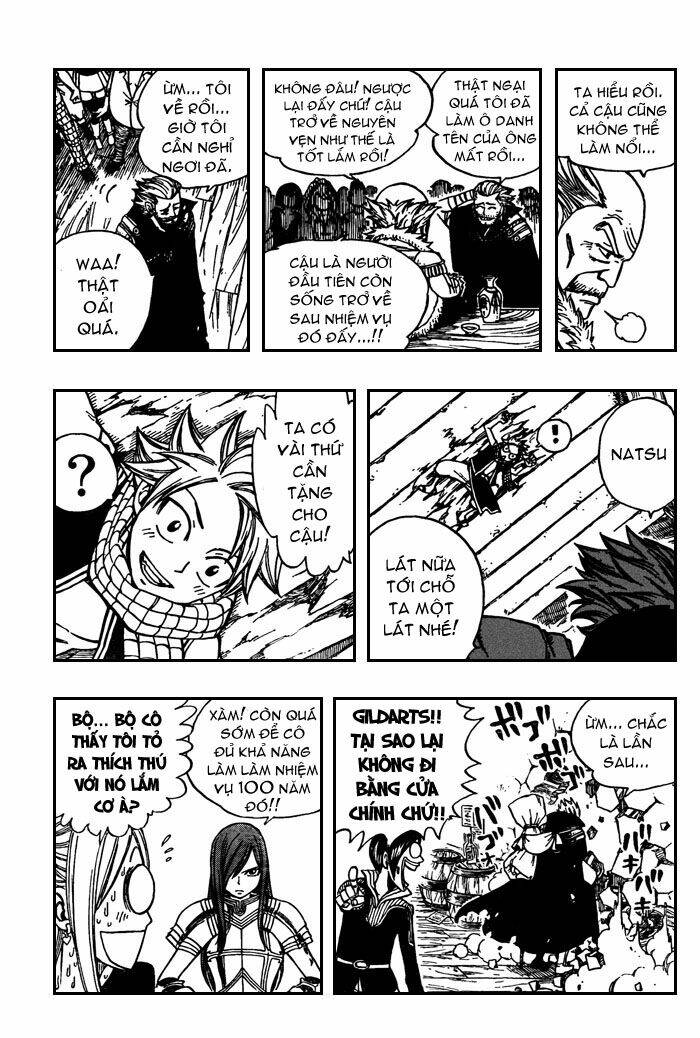 TA HIỂU RỒI.
CẢ CẬU CŨNG
KHÔNG THỂ
LÀM NỔI...
THẬT NGẠI
QUÁ TÔI ĐÃ
LÀM Ô DANH
TÊN CỦA ÔNG
MẤT RỒI...
KHÔNG ĐÂU! NGƯỢC
LẠI ĐẤY CHỨ! CẬU
TRỞ VỀ NGUYÊN
VẸN NHƯ THẾ LÀ
TỐT LẮM RỒI!
CẬU LÀ NGƯỜI
ĐẦU TIÊN CÒN
SỐNG TRỞ VỀ
SAU NHIỆM VỤ
ĐÓ ĐẤY...!!
ỪM... TÔI
VỀ RỒI...
GIỜ TÔI
CẦN NGHỈ
NGƠI ĐÃ.
WAA!
THẬT
OẢI
QUÁ.
NATSU
!
LÁT NỮA
TỚI CHỖ
TA MỘT
LÁT NHÉ!
TA CÓ
VÀI THỨ
CẦN
TẶNG
CHO
CẬU!
?
ỪM... CHẮC
LÀ LẦN
SAU...
GILDARTS!!
TẠI SAO LẠI
KHÔNG ĐI
BẰNG CỬA
CHÍNH CHỨ!!
XÀM! CÒN QUÁ
SỚM ĐỂ CÔ
ĐỦ KHẢ NĂNG
LÀM LÀM NHIỆM
VỤ 100 NĂM
ĐÓ!!
BỘ... BỘ CÔ
THẤY TÔI TỎ
RA THÍCH THÚ
VỚI NÓ LẮM
CƠ À?